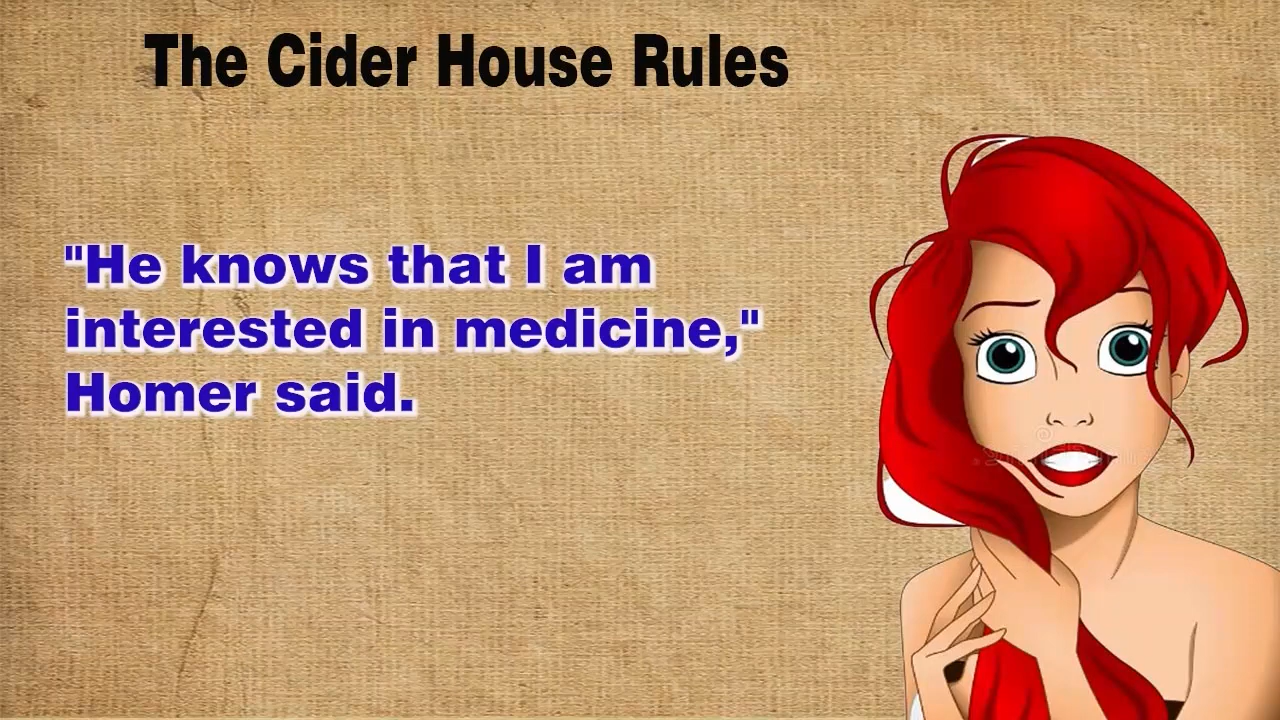 The Cider House Rules
"He knows that I am
interested in medicine,"
Homer said.